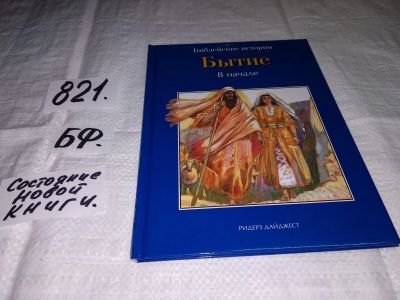 821.
БФ.
Состояние
новой
книги.
Библейские истории
Бытие
В начале
РИДЕРЗ ДАЙДЖЕСТ